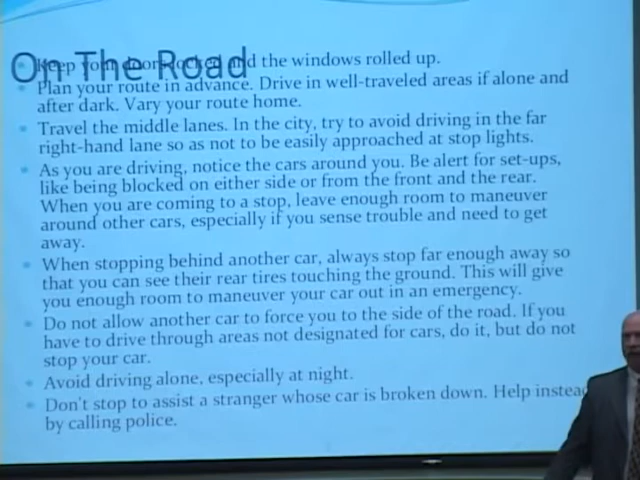 On The Road
Keep your door locked and the windows rolled up.
Plan your route in advance. Drive in well-traveled areas if alone and
after dark. Vary your route home.
Travel the middle lanes. In the city, try to avoid driving in the far
right-hand lane so as not to be easily approached at stop lights.
As you are driving, notice the cars around you. Be alert for set-ups,
like being blocked on either side or from the front and the rear.
When you are coming to a stop, leave enough room to maneuver
around other cars, especially if you sense trouble and need to get
away.
When stopping behind another car, always stop far enough away so
that you can see their rear tires touching the ground. This will give
you enough room to maneuver your car out in an emergency.
Do not allow another car to force you to the side of the road. If you
have to drive through areas not designated for cars, do it, but do not
stop your car.
Avoid driving alone, especially at night.
Don't stop to assist a stranger whose car is broken down. Help instead
by calling police.